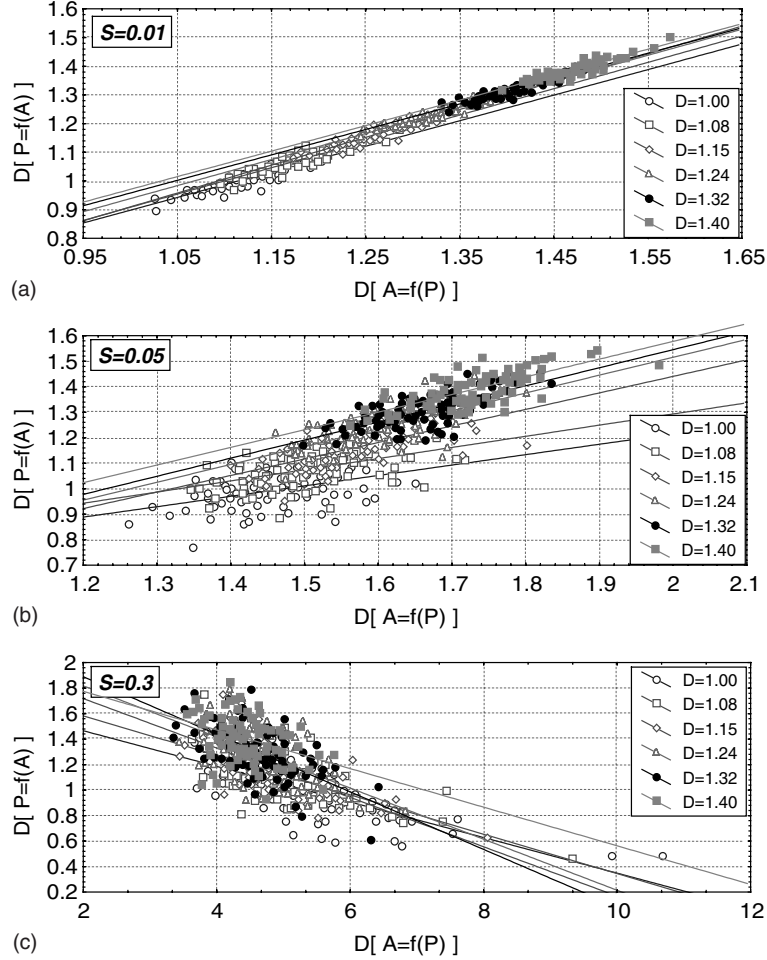 S=0.01
D[ P=f(A) ]
1.6
1.5
1.4
1.3
1.2
1.1
1
0.9
0.8
D=1.00
D=1.08
D=1.15
D=1.24
D=1.32
D=1.40
0.95 1.05 1.15 1.25 1.35 1.45 1.55 1.65
(a)
D[ A=f(P) ]
S=0.05
D[ P=f(A) ]
1.6
1.5
1.4
1.3
1.2
1.1
1
0.9
0.8
0.7
D=1.00
D=1.08
D=1.15
D=1.24
D=1.32
D=1.40
1.2 1.3 1.4 1.5 1.6 1.7 1.8 1.9 2 2.1
(b)
D[ A=f(P) ]
S=0.3
D[ P=f(A) ]
2
1.8
1.6
1.4
1.2
1
0.8
0.6
0.4
0.2
D=1.00
D=1.08
D=1.15
D=1.24
D=1.32
D=1.40
2 4 6 8 10 12
(c)
D[ A=f(P) ]